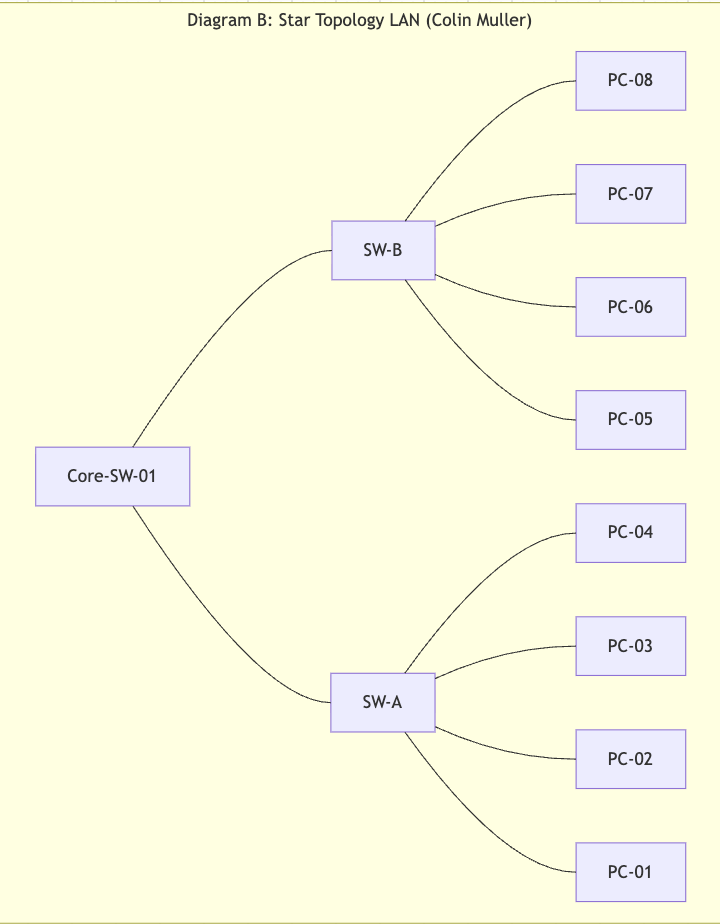 Diagram B: Star Topology LAN (Colin Muller)
PC-08
PC-07
SW-B
PC-06
PC-05
Core-SW-01
PC-04
PC-03
SW-A
PC-02
PC-01